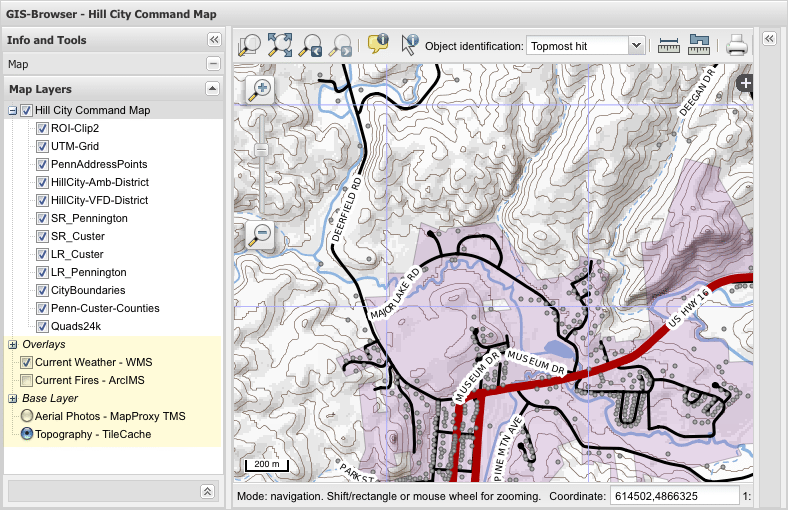 GIS-Browser - Hill City Command Map
Info and Tools
Map
Map Layers
Hill City Command Map
ROI-Clip2
UTM-Grid
PennAddressPoints
HillCity-Amb-District
HillCity-VFD-District
SR_Pennington
SR_Custer
LR_Custer
LR_Pennington
CityBoundaries
Penn-Custer-Counties
Quads24k
Overlays
Current Weather - WMS
Current Fires - ArcIMS
Base Layer
Aerial Photos - MapProxy TMS
Topography - TileCache
Object identification: Topmost hit
DEEGAN DR
DEERFIELD RD
MAJOR LAKE RD
US HWY 16
MUSEUM DR
MUSEUM DR
PINE MTN AVE
PARK ST
200 m
Mode: navigation. Shift/rectangle or mouse wheel for zooming. Coordinate: 614502,4866325 1: